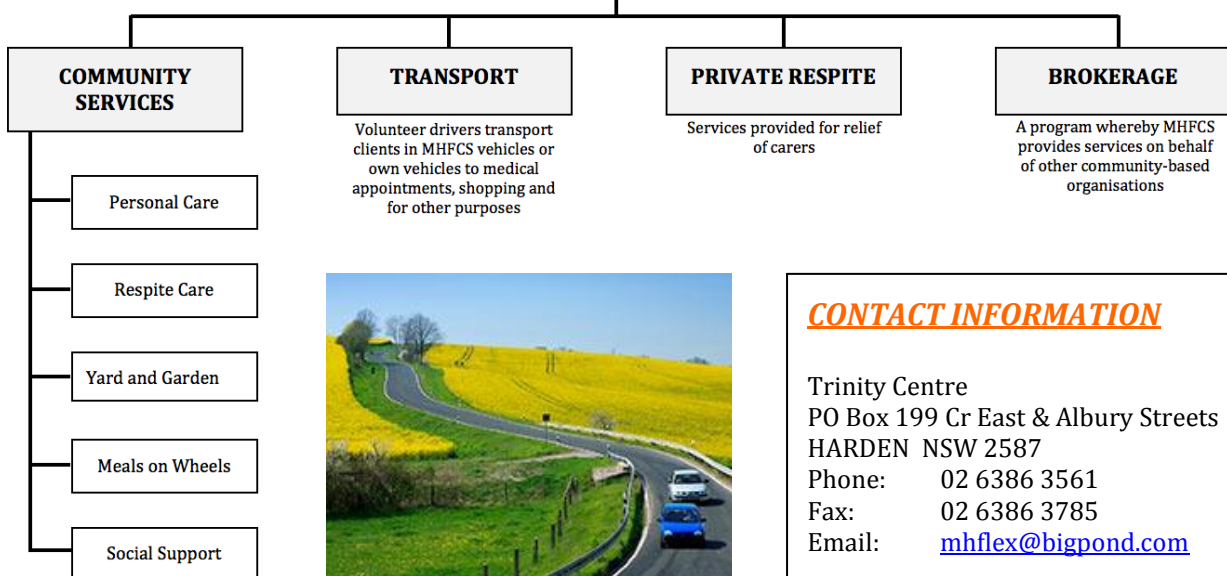 COMMUNITY
SERVICES
TRANSPORT
Volunteer drivers transport
clients in MHFCS vehicles or
own vehicles to medical
appointments, shopping and
for other purposes
PRIVATE RESPITE
Services provided for relief
of carers
BROKERAGE
A program whereby MHFCS
provides services on behalf
of other community-based
organisations
Personal Care
Respite Care
Yard and Garden
Meals on Wheels
Social Support
CONTACT INFORMATION
Trinity Centre
PO Box 199 Cr East & Albury Streets
HARDEN NSW 2587
Phone: 02 6386 3561
Fax: 02 6386 3785
Email: mhflex@bigpond.com